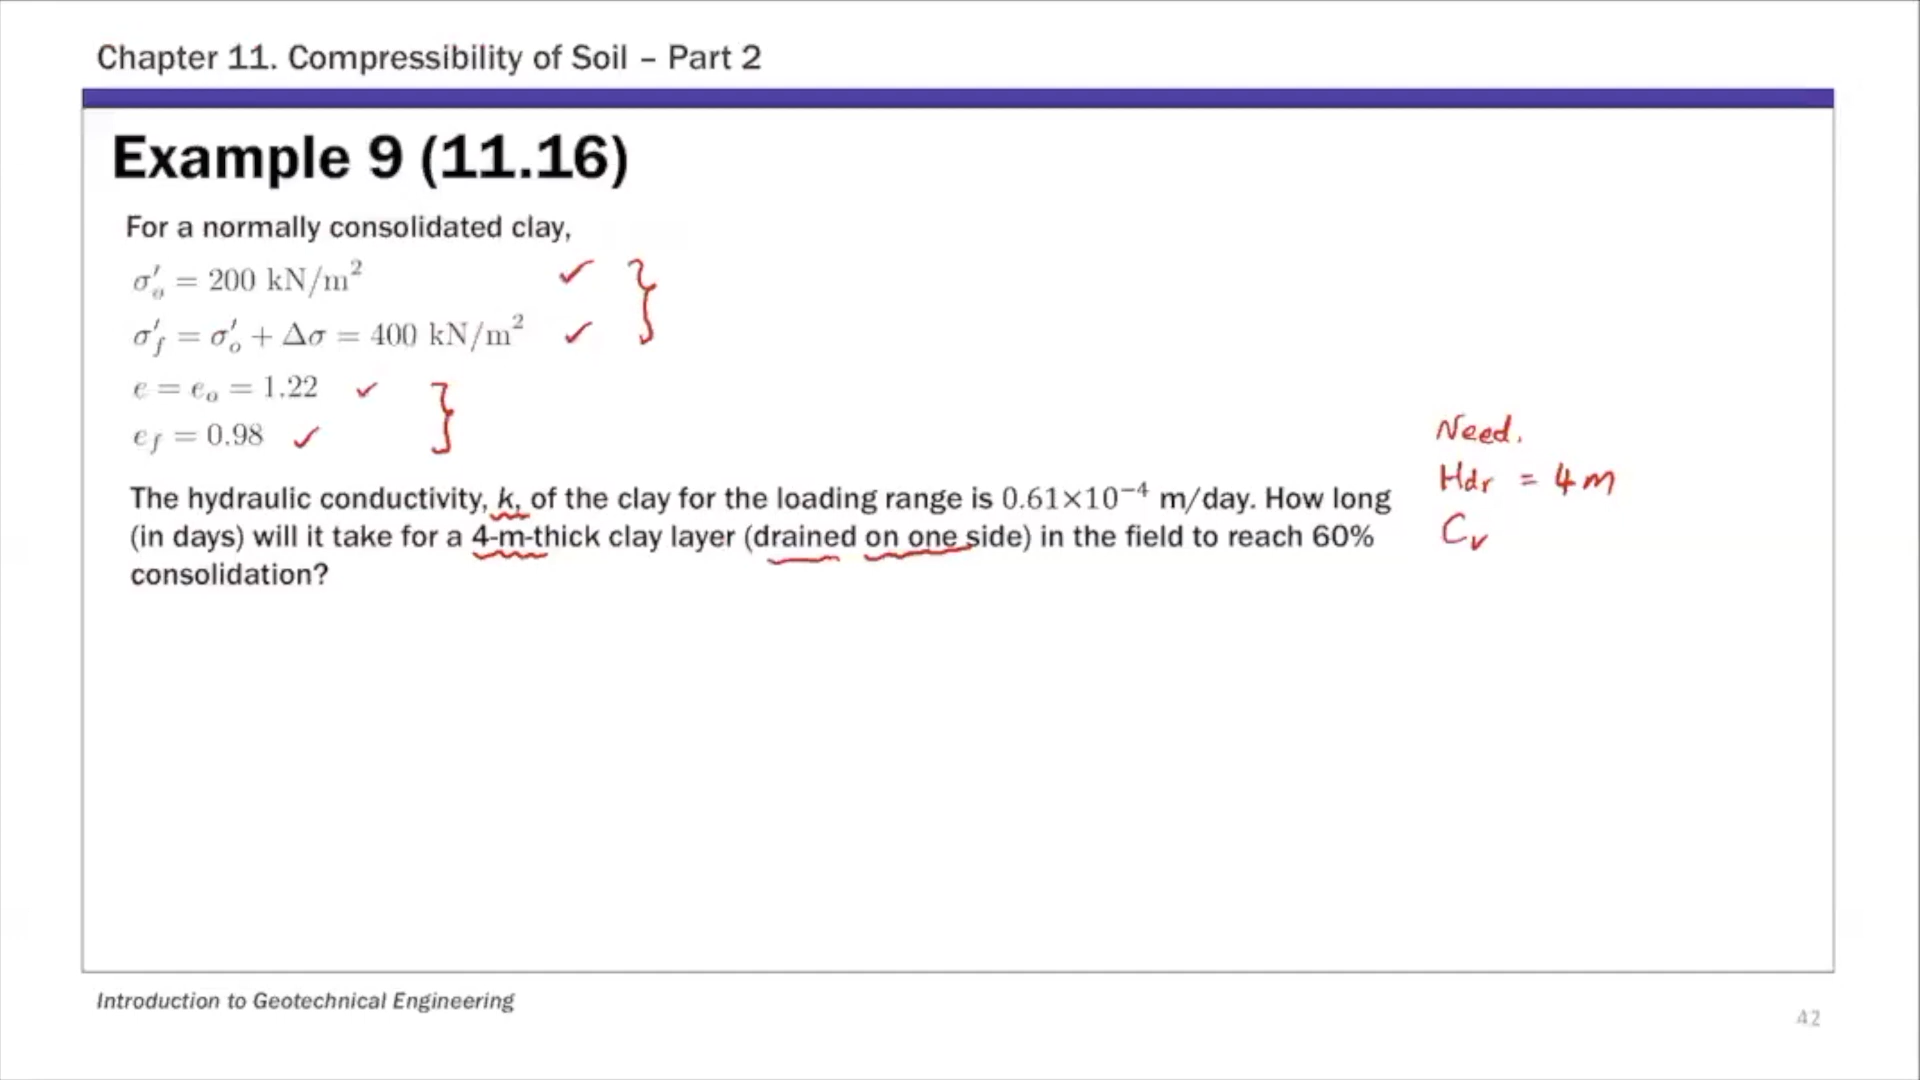 Chapter 11. Compressibility of Soil – Part 2
Example 9 (11.16)
For a normally consolidated clay,
σ′ₒ = 200 kN/m²
σ′_f = σ′ₒ + Δσ = 400 kN/m²
e = eₒ = 1.22
e_f = 0.98
Need.
Hdr = 4m
Cv
The hydraulic conductivity, k, of the clay for the loading range is 0.61×10⁻⁴ m/day. How long
(in days) will it take for a 4-m-thick clay layer (drained on one side) in the field to reach 60%
consolidation?
Introduction to Geotechnical Engineering
42